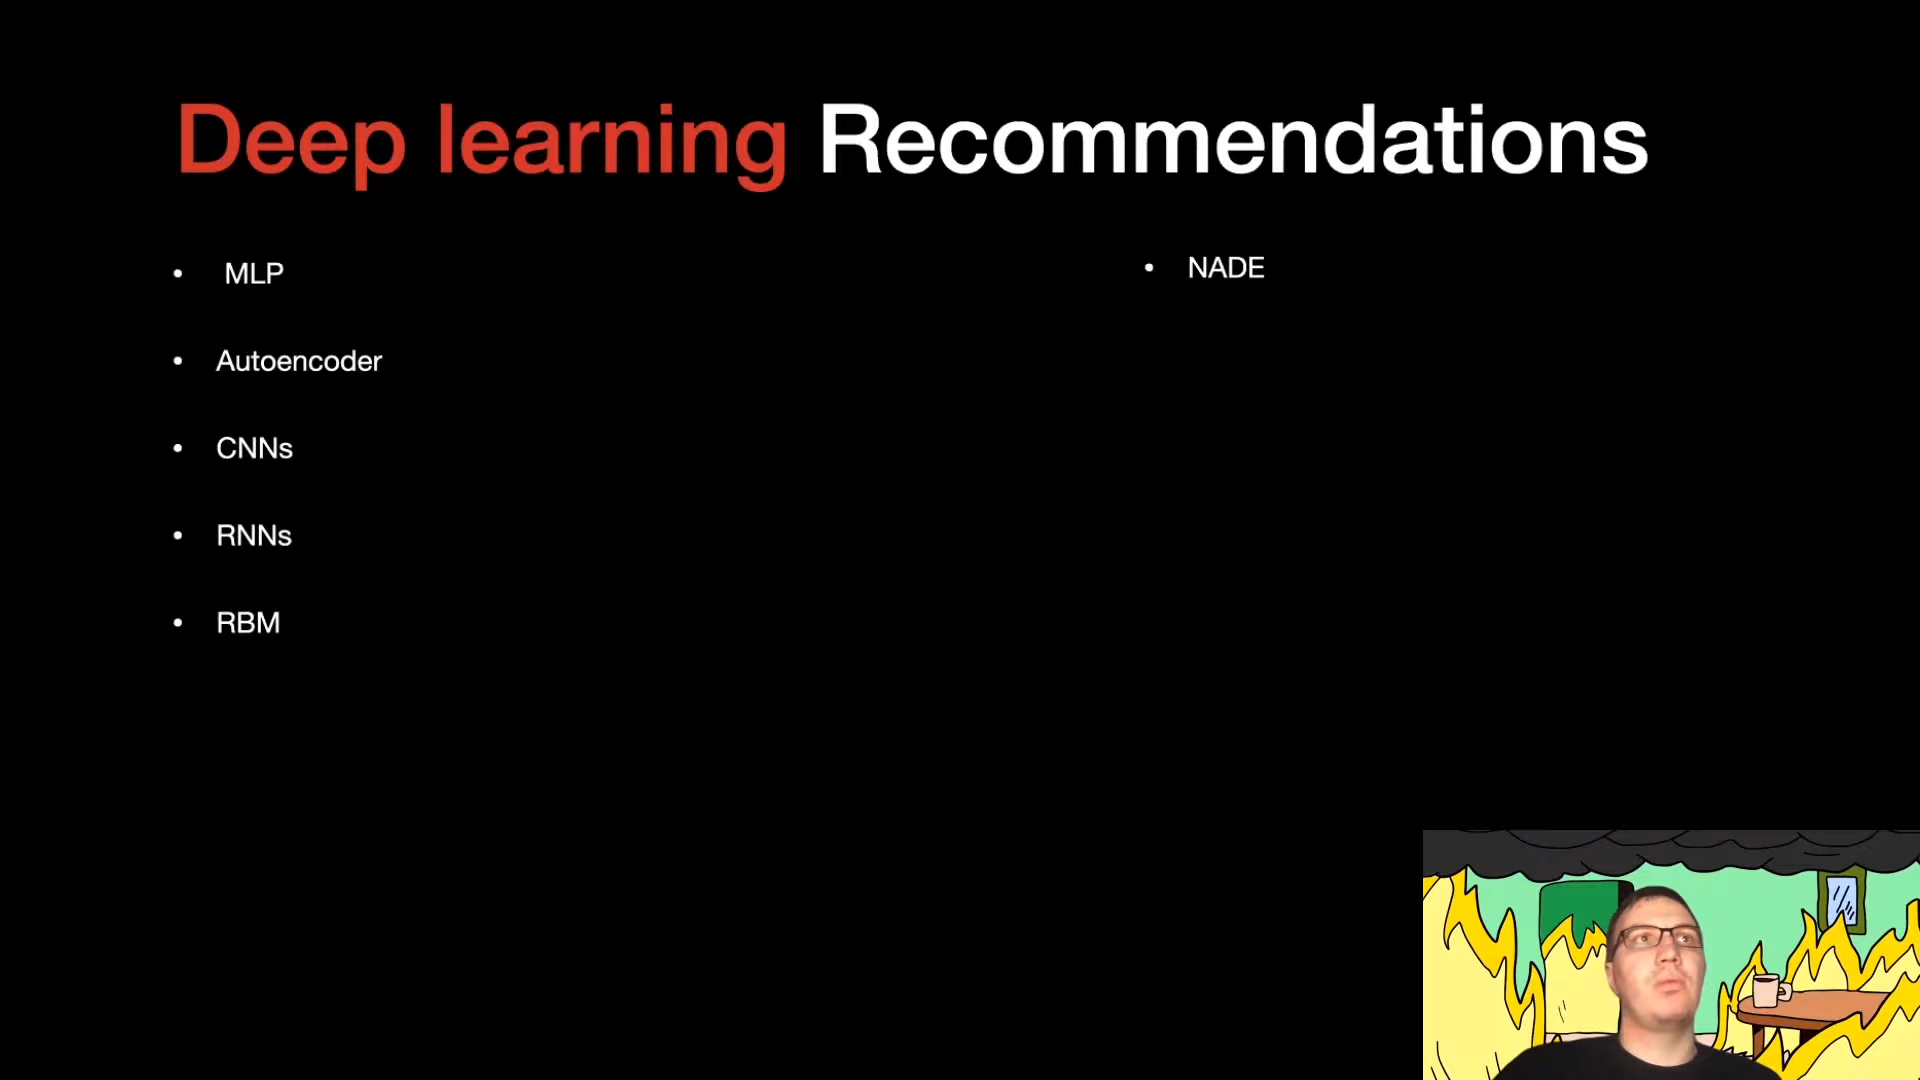 Deep learning Recommendations
• MLP
• Autoencoder
• CNNs
• RNNs
• RBM
• NADE